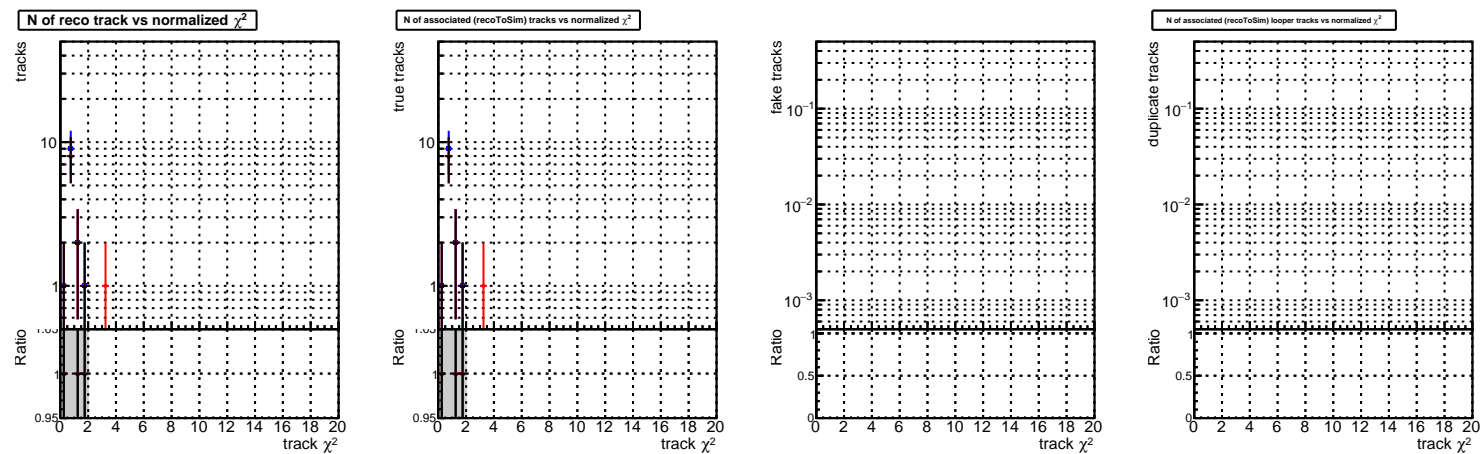 N of reco track vs normalized χ²
tracks
10
1
Ratio
1.05
1
0.95
0 2 4 6 8 10 12 14 16 18 20
track χ²
N of associated (recoToSim) tracks vs normalized χ²
true tracks
10
1
Ratio
1.05
1
0.95
0 2 4 6 8 10 12 14 16 18 20
track χ²
fake tracks
10⁻¹
10⁻²
10⁻³
Ratio
1
0.5
0
0 2 4 6 8 10 12 14 16 18 20
track χ²
N of associated (recoToSim) looper tracks vs normalized χ²
duplicate tracks
10⁻¹
10⁻²
10⁻³
Ratio
1
0.5
0
0 2 4 6 8 10 12 14 16 18 20
track χ²